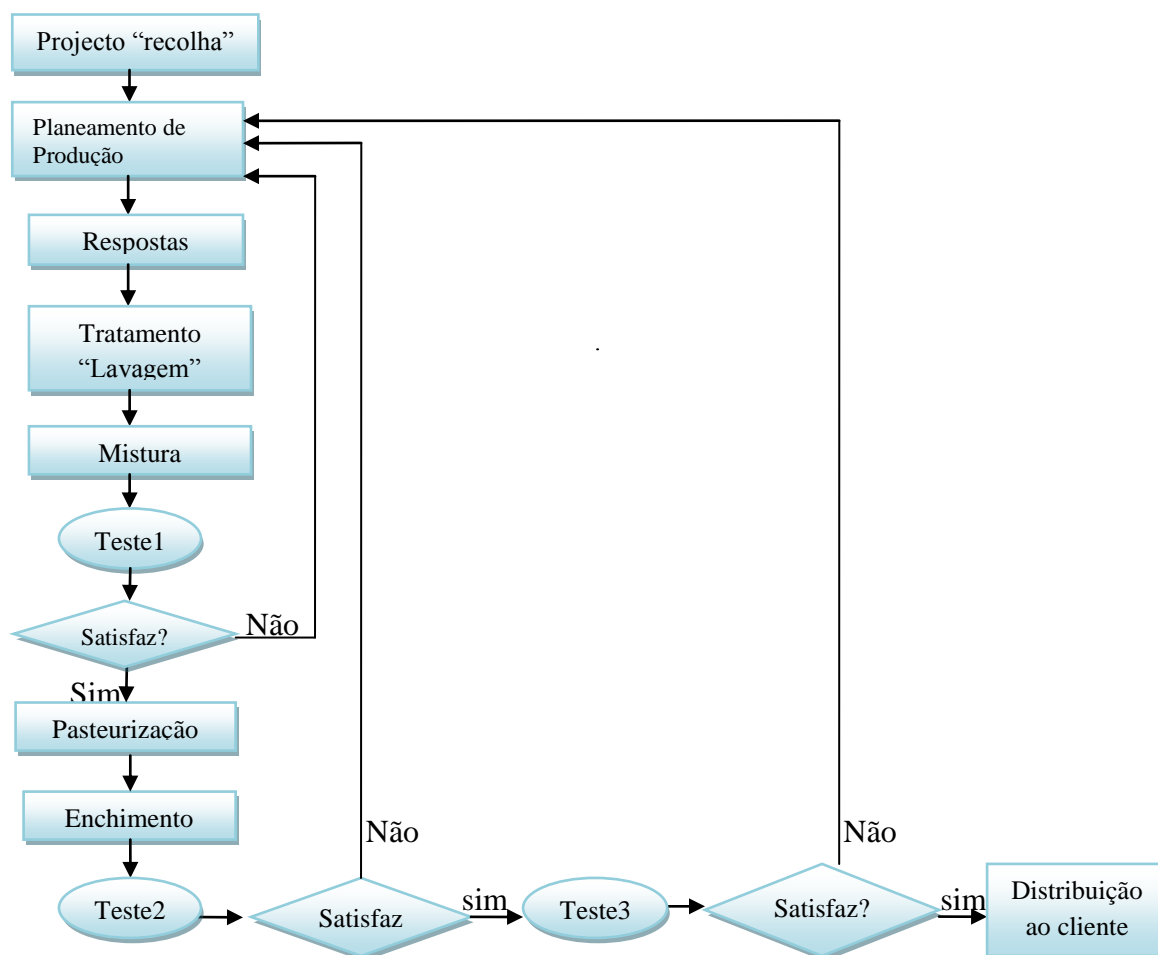 Projecto “recolha”
Planeamento de
Produção
Respostas
Tratamento
“Lavagem”
Mistura
Teste1
Satisfaz?
Não
Sim
Pasteurização
Enchimento
Teste2
Satisfaz
Não
sim
Teste3
Satisfaz?
Não
sim
Distribuição
ao cliente